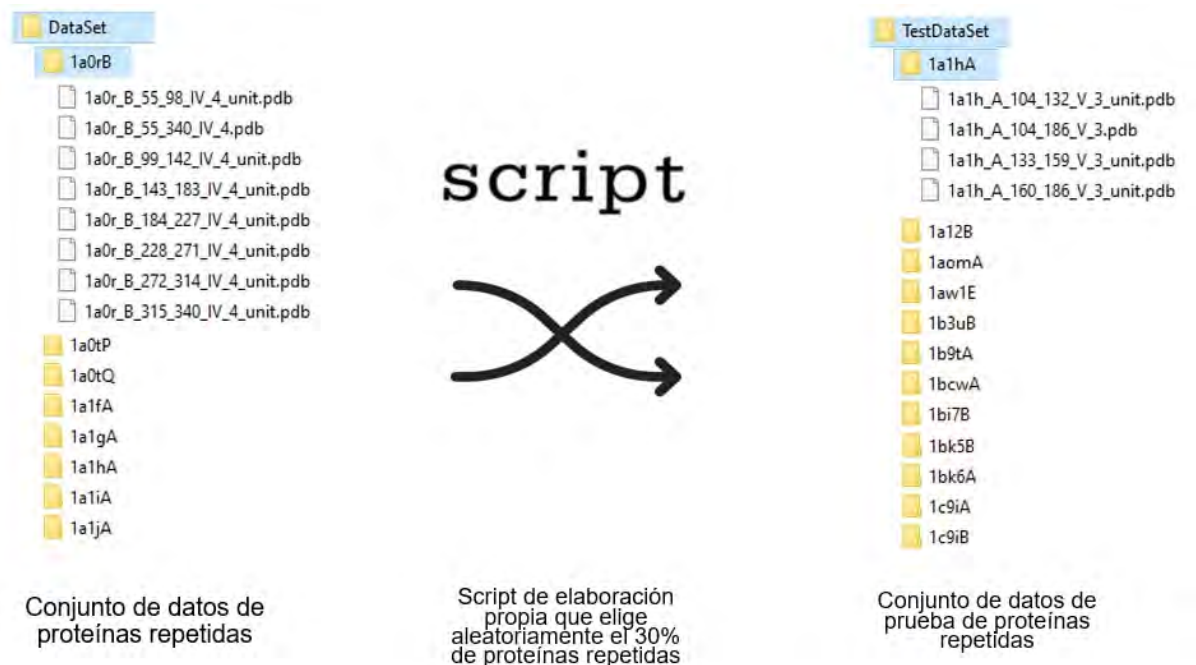 DataSet
1a0rB
1a0r_B_55_98_IV_4_unit.pdb
1a0r_B_55_340_IV_4.pdb
1a0r_B_99_142_IV_4_unit.pdb
1a0r_B_143_183_IV_4_unit.pdb
1a0r_B_184_227_IV_4_unit.pdb
1a0r_B_228_271_IV_4_unit.pdb
1a0r_B_272_314_IV_4_unit.pdb
1a0r_B_315_340_IV_4_unit.pdb
1a0tP
1a0tQ
1a1fA
1a1gA
1a1hA
1a1iA
1a1jA
Conjunto de datos de
proteínas repetidas
script
Script de elaboración
propia que elige
aleatoriamente el 30%
de proteínas repetidas
TestDataSet
1a1hA
1a1h_A_104_132_V_3_unit.pdb
1a1h_A_104_186_V_3.pdb
1a1h_A_133_159_V_3_unit.pdb
1a1h_A_160_186_V_3_unit.pdb
1a12B
1aomA
1aw1E
1b3uB
1b9tA
1bcwA
1bi7B
1bk5B
1bk6A
1c9iA
1c9iB
Conjunto de datos de
prueba de proteínas
repetidas